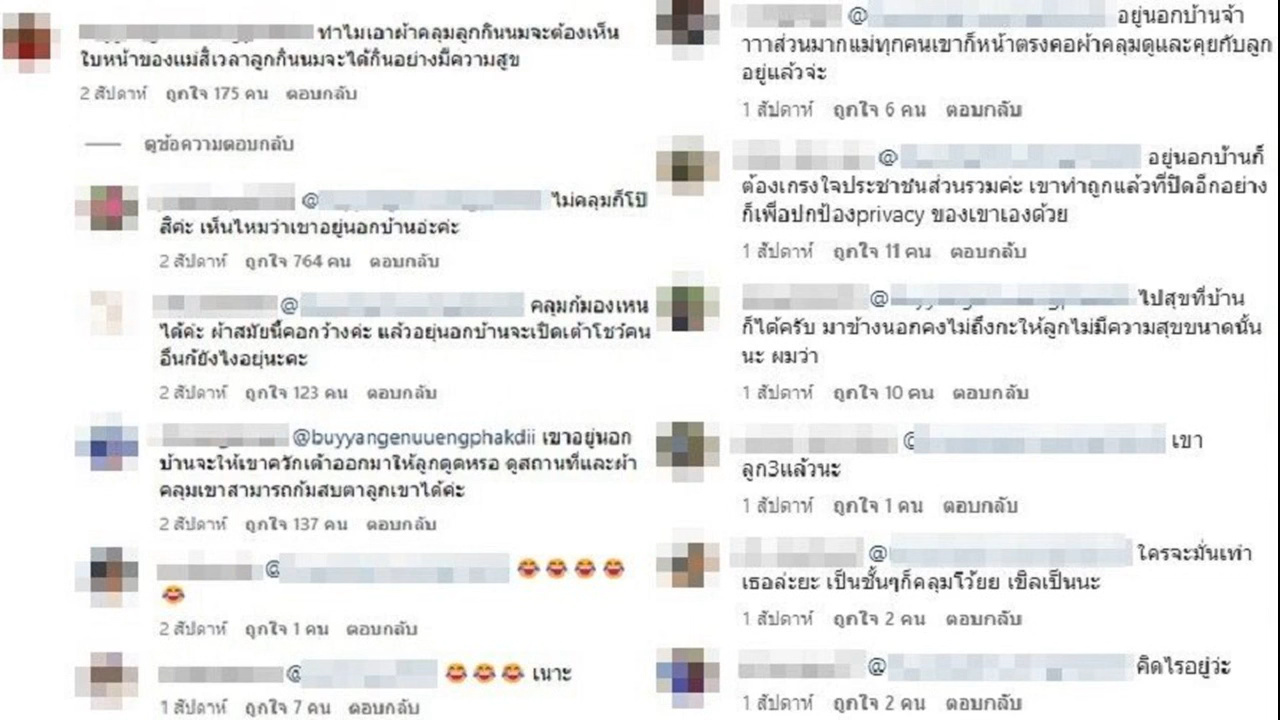 ทำไมเอาผ้าคลุมลูกกินนมจะต้องเห็น
ใบหน้าของแม่สิเวลาลูกกินนมจะได้กินอย่างมีความสุข
2 สัปดาห์ ถูกใจ 175 คน ตอบกลับ
ดูข้อความตอบกลับ
@ ไม่คลุมก็โป๊
สิค่ะ เห็นไหมว่าเขาอยู่นอกบ้านอ่ะค่ะ
2 สัปดาห์ ถูกใจ 764 คน ตอบกลับ
@ คลุมก้มองเหน
ได้ค่ะ ผ้าสมัยนี้คอกว้างค่ะ แล้วอยุ่นอกบ้านจะเปิดเต้าโชว์คน
อื่นก้ยังไงอยุ่นะคะ
2 สัปดาห์ ถูกใจ 123 คน ตอบกลับ
@buyyangenuuengphakdii เขาอยู่นอก
บ้านจะให้เขาควักเต้าออกมาให้ลูกดูดหรอ ดูสถานที่และผ้า
คลุมเขาสามารถก้มสบตาลูกเขาได้ค่ะ
2 สัปดาห์ ถูกใจ 137 คน ตอบกลับ
@ 😂😂😂😂
😂
2 สัปดาห์ ถูกใจ 1 คน ตอบกลับ
@ 😂😂😂 เนาะ
1 สัปดาห์ ถูกใจ 7 คน ตอบกลับ
@ อยู่นอกบ้านจ้า
าาาส่วนมากแม่ทุกคนเขาก็หน้าตรงคอผ้าคลุมดูและคุยกับลูก
อยู่แล้วจ่ะ
1 สัปดาห์ ถูกใจ 6 คน ตอบกลับ
@ อยู่นอกบ้านก็
ต้องเกรงใจประชาชนส่วนรวมค่ะ เขาทำถูกแล้วที่ปิดอีกอย่าง
ก็เพื่อปกป้องprivacy ของเขาเองด้วย
1 สัปดาห์ ถูกใจ 11 คน ตอบกลับ
@ ไปสุขที่บ้าน
ก็ได้ครับ มาข้างนอกคงไม่ถึงกะให้ลูกไม่มีความสุขขนาดนั้น
นะ ผมว่า
1 สัปดาห์ ถูกใจ 10 คน ตอบกลับ
@ เขา
ลูก3แล้วนะ
1 สัปดาห์ ถูกใจ 1 คน ตอบกลับ
@ ใครจะมั่นเท่า
เธอล่ะยะ เป็นชั้นๆก็คลุมโว้ยย เขิลเป็นนะ
1 สัปดาห์ ถูกใจ 2 คน ตอบกลับ
@ คิดไรอยู่ว่ะ
1 สัปดาห์ ถูกใจ 2 คน ตอบกลับ